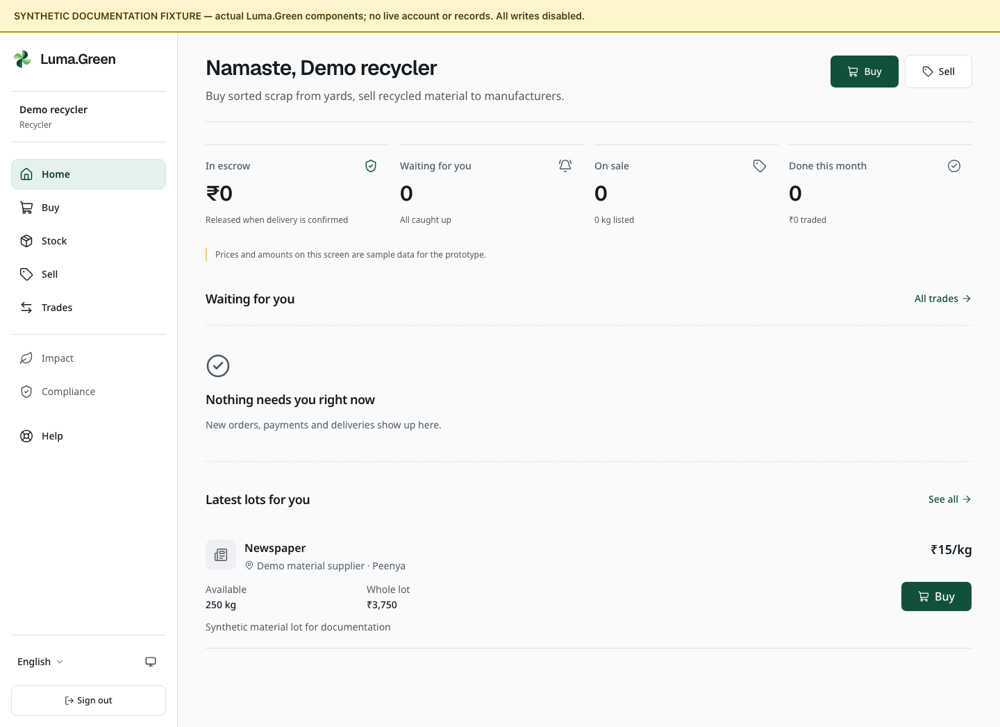 SYNTHETIC DOCUMENTATION FIXTURE — actual Luma.Green components; no live account or records. All writes disabled.
Luma.Green
Demo recycler
Recycler
Home
Buy
Stock
Sell
Trades
Impact
Compliance
Help
English
Sign out
Namaste, Demo recycler
Buy sorted scrap from yards, sell recycled material to manufacturers.
Buy
Sell
In escrow
₹0
Released when delivery is confirmed
Waiting for you
0
All caught up
On sale
0
0 kg listed
Done this month
0
₹0 traded
Prices and amounts on this screen are sample data for the prototype.
Waiting for you
All trades
Nothing needs you right now
New orders, payments and deliveries show up here.
Latest lots for you
See all
Newspaper
Demo material supplier · Peenya
₹15/kg
Available
250 kg
Whole lot
₹3,750
Buy
Synthetic material lot for documentation